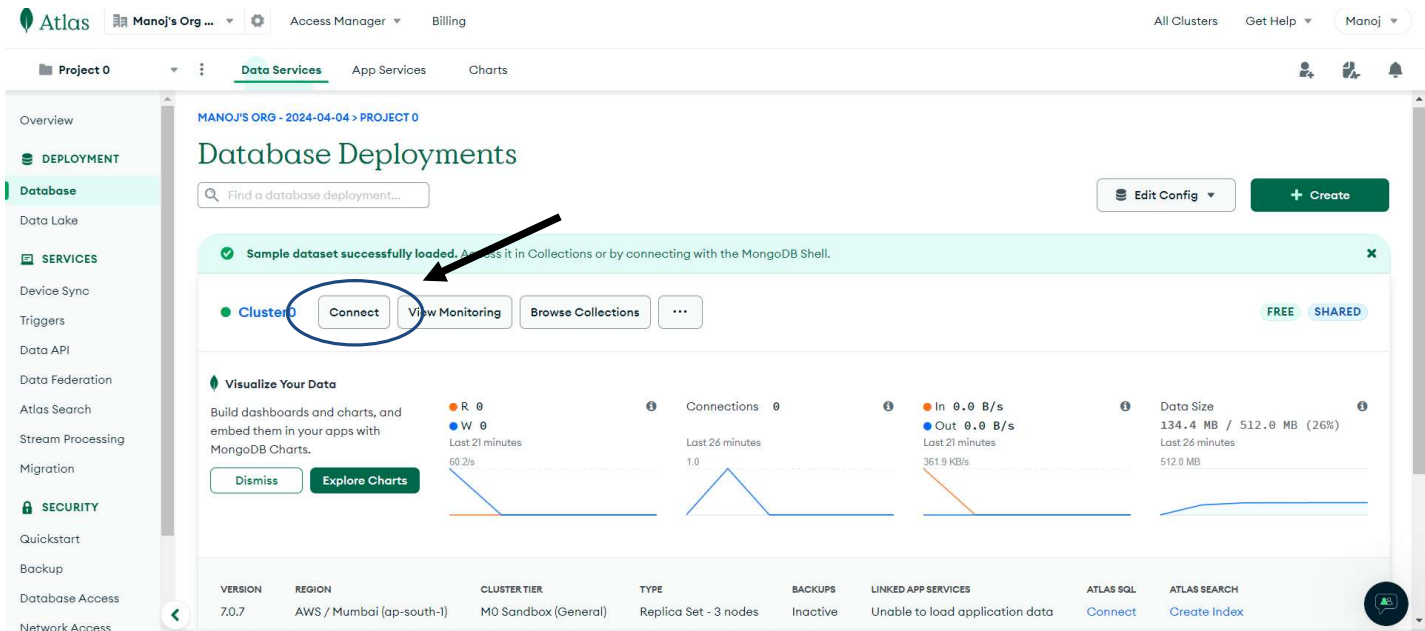 Atlas
Manoj's Org ...
Access Manager
Billing
All Clusters
Get Help
Manoj
Project 0
Data Services
App Services
Charts
Overview
DEPLOYMENT
Database
Data Lake
SERVICES
Device Sync
Triggers
Data API
Data Federation
Atlas Search
Stream Processing
Migration
SECURITY
Quickstart
Backup
Database Access
Network Access
MANOJ'S ORG - 2024-04-04 > PROJECT 0
Database Deployments
Find a database deployment...
Edit Config
+ Create
Sample dataset successfully loaded. Access it in Collections or by connecting with the MongoDB Shell.
Cluster0
Connect
View Monitoring
Browse Collections
...
FREE
SHARED
Visualize Your Data
Build dashboards and charts, and
embed them in your apps with
MongoDB Charts.
Dismiss
Explore Charts
R 0
W 0
Last 21 minutes
60.2/s
Connections 0
Last 26 minutes
1.0
In 0.0 B/s
Out 0.0 B/s
Last 21 minutes
361.9 KB/s
Data Size
134.4 MB / 512.0 MB (26%)
Last 26 minutes
512.0 MB
VERSION
7.0.7
REGION
AWS / Mumbai (ap-south-1)
CLUSTER TIER
M0 Sandbox (General)
TYPE
Replica Set - 3 nodes
BACKUPS
Inactive
LINKED APP SERVICES
Unable to load application data
ATLAS SQL
Connect
ATLAS SEARCH
Create Index